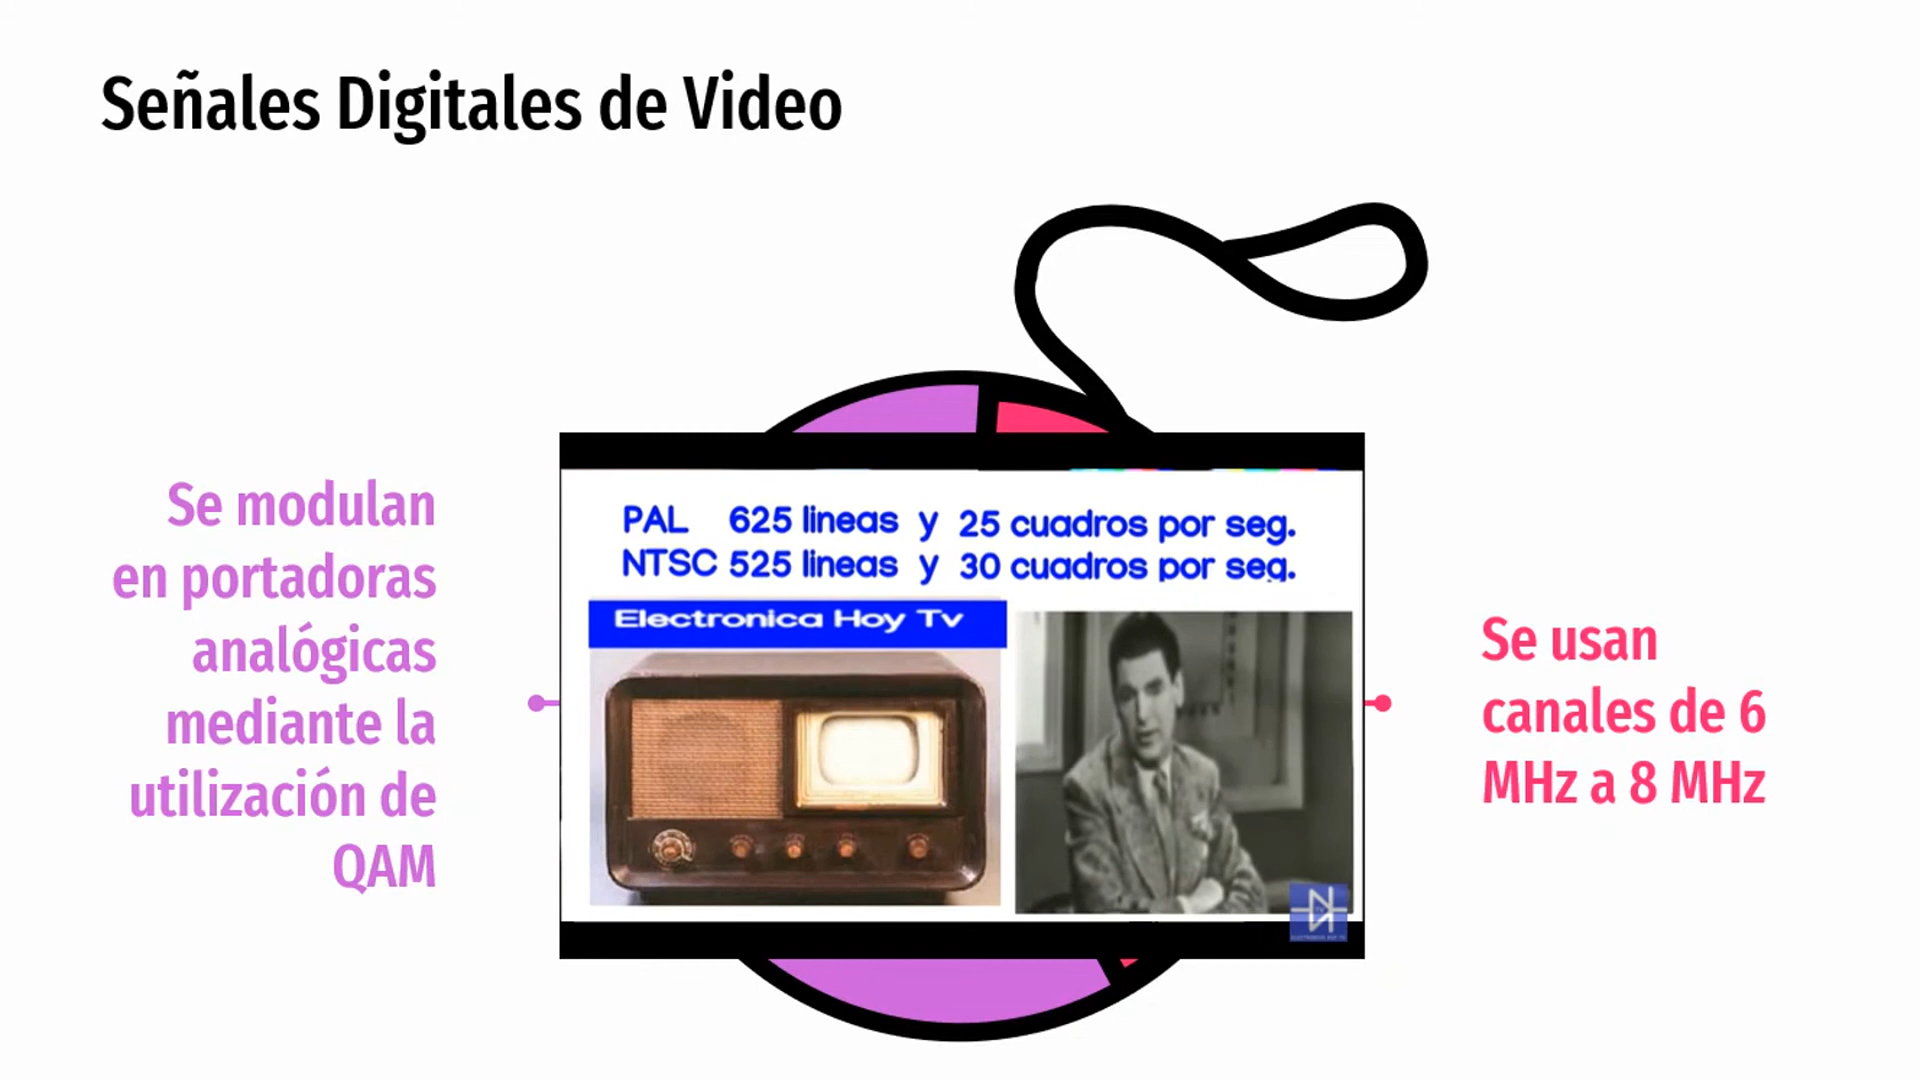 Señales Digitales de Video
Se modulan
en portadoras
analógicas
mediante la
utilización de
QAM
PAL 625 lineas y 25 cuadros por seg.
NTSC 525 lineas y 30 cuadros por seg.
Electronica Hoy Tv
Se usan
canales de 6
MHz a 8 MHz